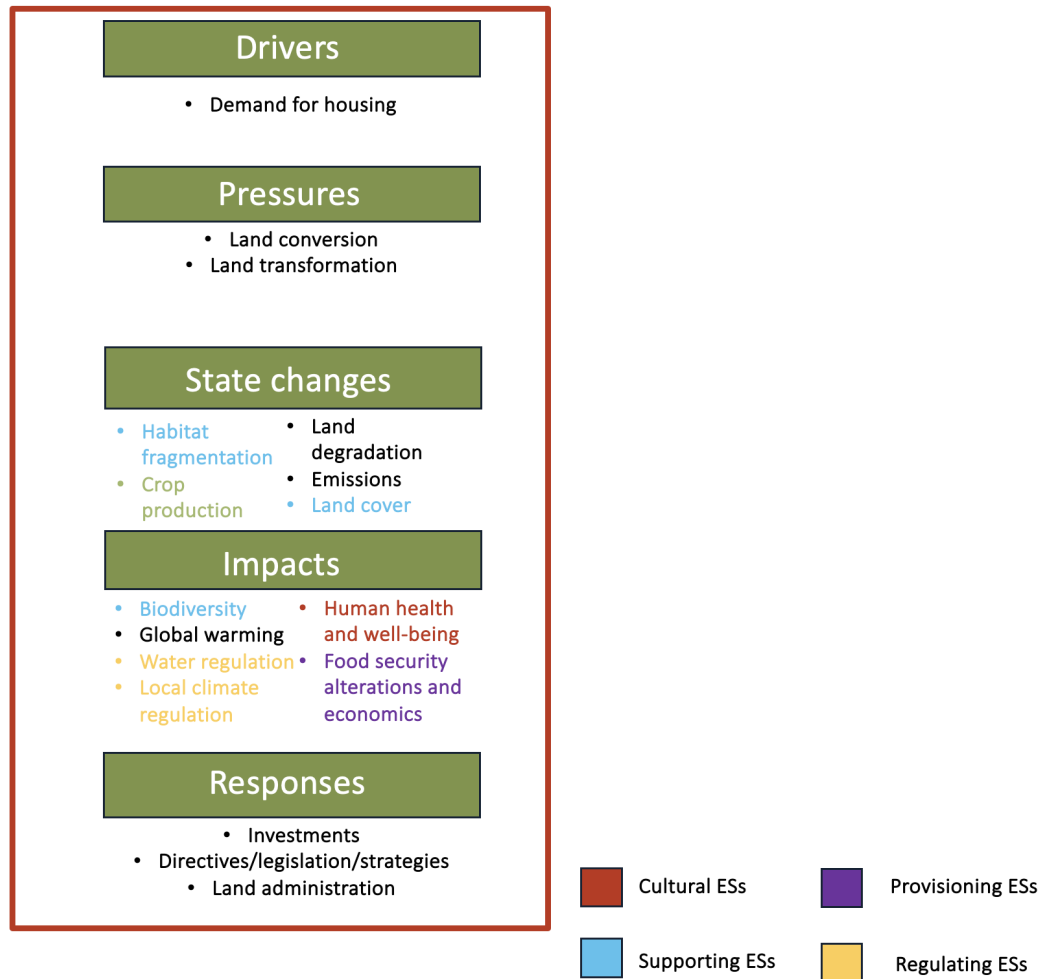 Drivers
• Demand for housing
Pressures
• Land conversion
• Land transformation
State changes
• Habitat
fragmentation
• Crop
production
• Land
degradation
• Emissions
• Land cover
Impacts
• Biodiversity
• Global warming
• Water regulation
• Local climate
regulation
• Human health
and well-being
• Food security
alterations and
economics
Responses
• Investments
• Directives/legislation/strategies
• Land administration
Cultural ESs
Provisioning ESs
Supporting ESs
Regulating ESs